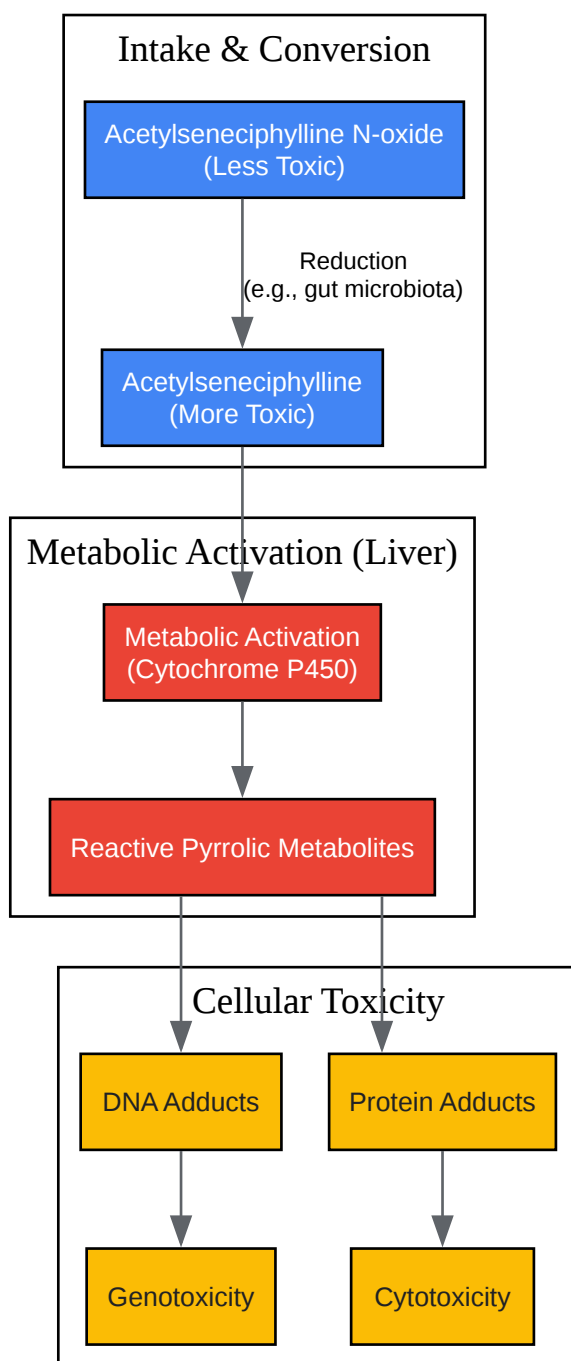 Intake & Conversion
Acetylseneciphylline N-oxide
(Less Toxic)
Reduction
(e.g., gut microbiota)
Acetylseneciphylline
(More Toxic)
Metabolic Activation (Liver)
Metabolic Activation
(Cytochrome P450)
Reactive Pyrrolic Metabolites
Cellular Toxicity
DNA Adducts
Protein Adducts
Genotoxicity
Cytotoxicity